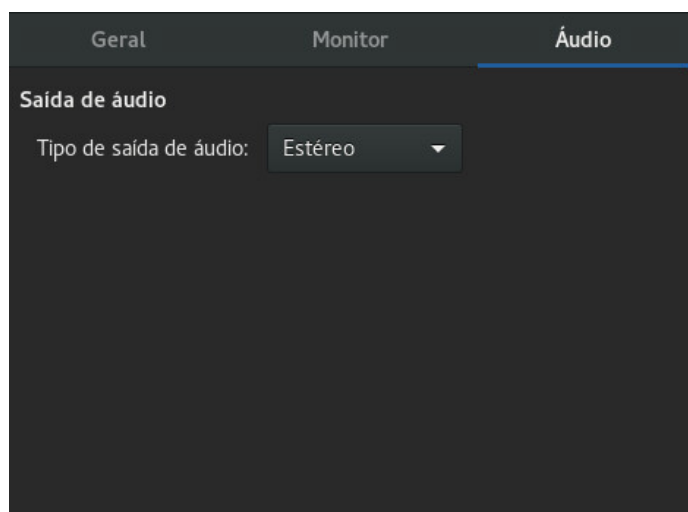 Geral Monitor Áudio
Saída de áudio
Tipo de saída de áudio: Estéreo